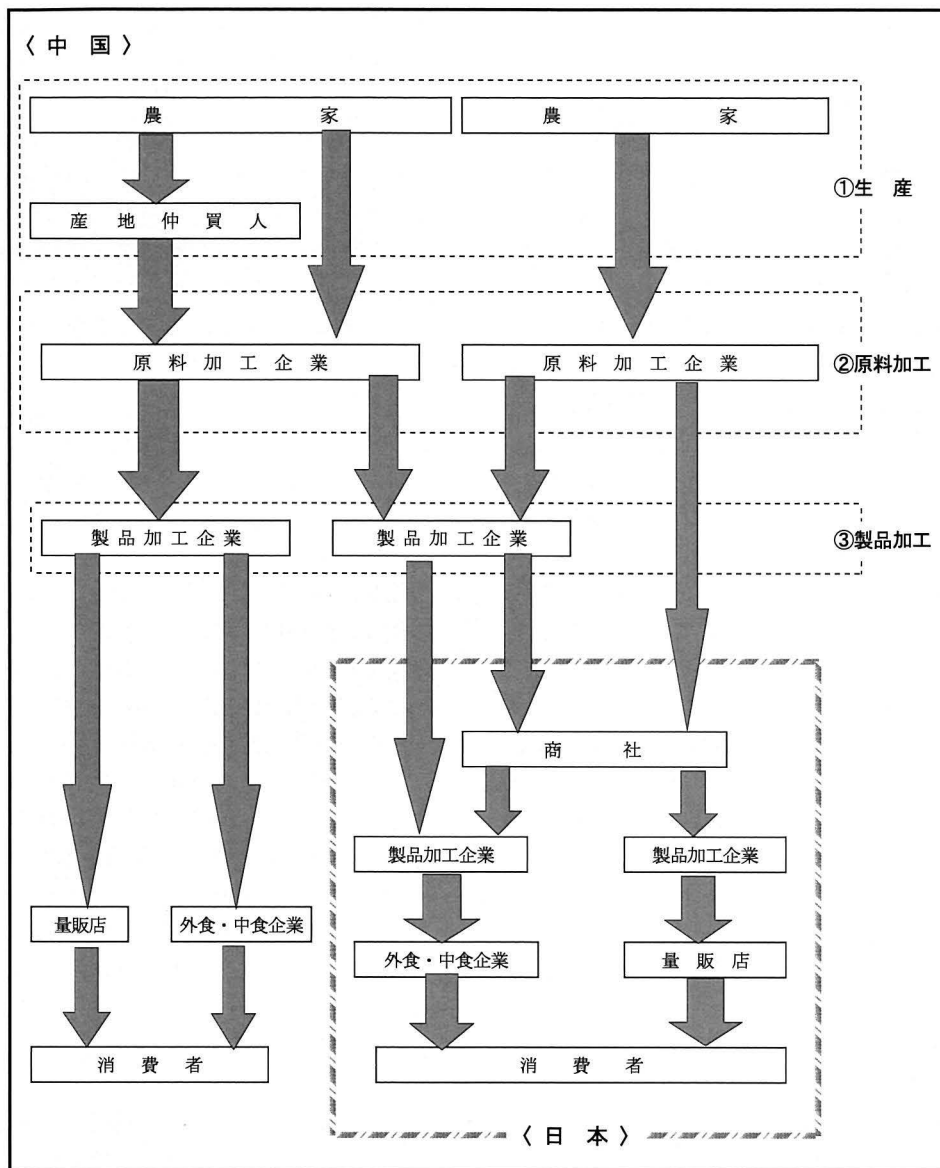 〈 中 国 〉
農 家
農 家
①生 産
産 地 仲 買 人
原 料 加 工 企 業
原 料 加 工 企 業
②原料加工
製 品 加 工 企 業
製 品 加 工 企 業
③製品加工
商 社
製品加工企業
製品加工企業
量販店
外食・中食企業
外食・中食企業
量 販 店
消 費 者
消 費 者
〈 日 本 〉